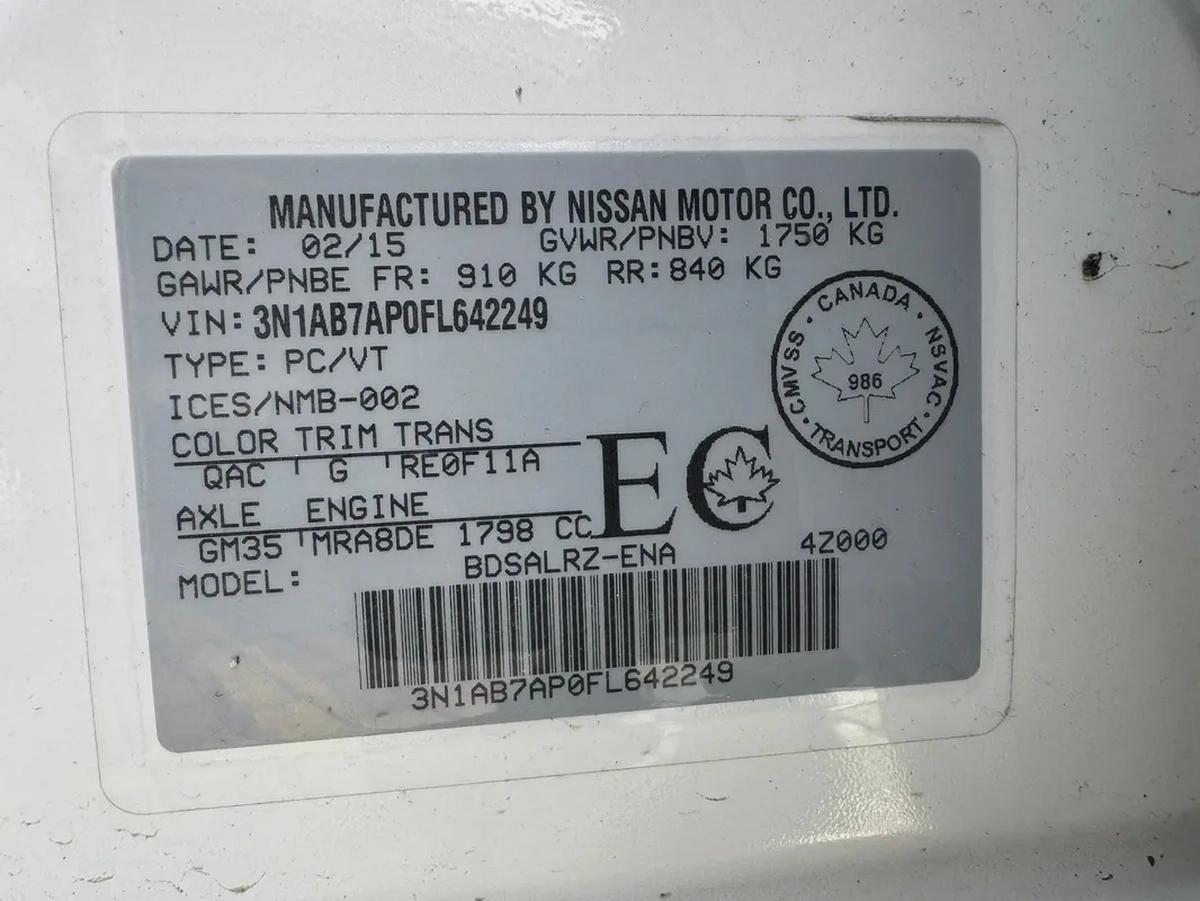 MANUFACTURED BY NISSAN MOTOR CO., LTD.
DATE: 02/15 GVWR/PNBV: 1750 KG
GAWR/PNBE FR: 910 KG RR: 840 KG
VIN: 3N1AB7AP0FL642249
TYPE: PC/VT
ICES/NMB-002
COLOR TRIM TRANS
QAC G RE0F11A
AXLE ENGINE
GM35 MRA8DE 1798 CC
MODEL: BDSALRZ-ENA 4Z000
3N1AB7AP0FL642249
EC
CANADA · NSVAC · TRANSPORT · CMVSS ·
986